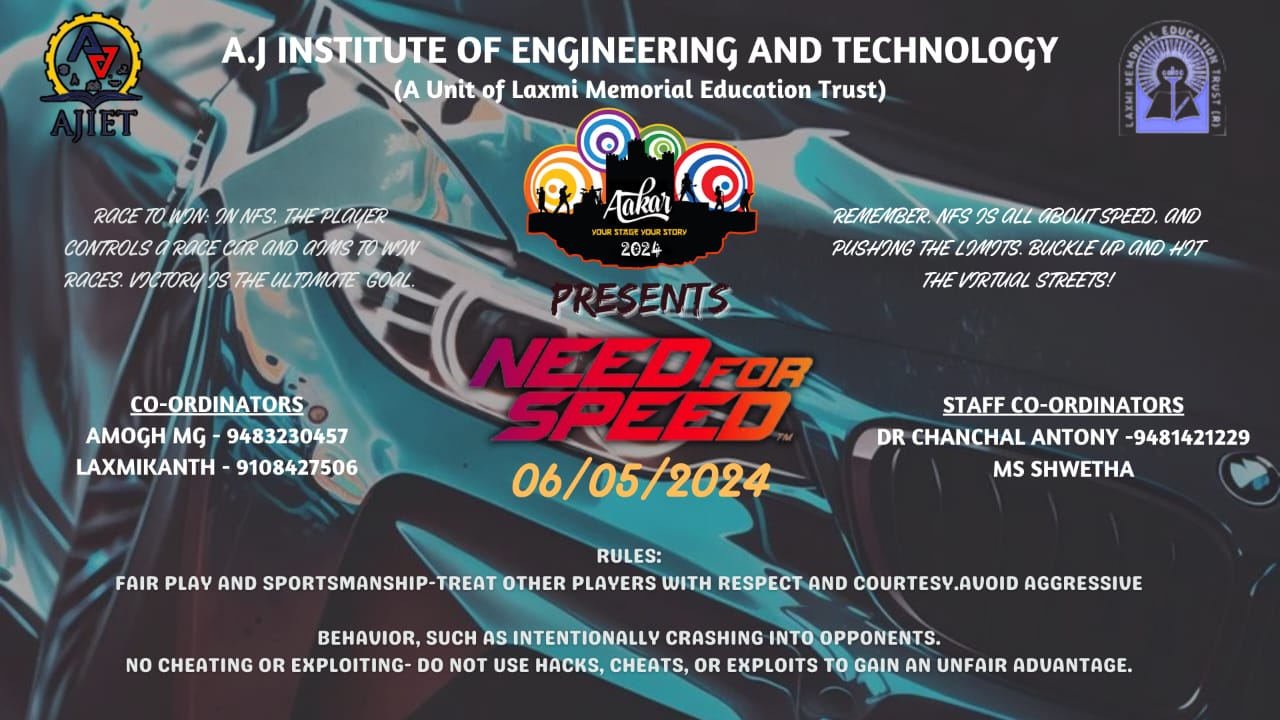 A.J INSTITUTE OF ENGINEERING AND TECHNOLOGY
(A Unit of Laxmi Memorial Education Trust)
AJIET
LAXMI MEMORIAL EDUCATION TRUST (R)
Aakar
YOUR STAGE YOUR STORY
2024
PRESENTS
RACE TO WIN: IN NFS, THE PLAYER
CONTROLS A RACE CAR AND AIMS TO WIN
RACES. VICTORY IS THE ULTIMATE GOAL.
REMEMBER, NFS IS ALL ABOUT SPEED, AND
PUSHING THE LIMITS. BUCKLE UP AND HIT
THE VIRTUAL STREETS!
NEED FOR
SPEED™
06/05/2024
CO-ORDINATORS
AMOGH MG - 9483230457
LAXMIKANTH - 9108427506
STAFF CO-ORDINATORS
DR CHANCHAL ANTONY -9481421229
MS SHWETHA
RULES:
FAIR PLAY AND SPORTSMANSHIP-TREAT OTHER PLAYERS WITH RESPECT AND COURTESY.AVOID AGGRESSIVE
BEHAVIOR, SUCH AS INTENTIONALLY CRASHING INTO OPPONENTS.
NO CHEATING OR EXPLOITING- DO NOT USE HACKS, CHEATS, OR EXPLOITS TO GAIN AN UNFAIR ADVANTAGE.